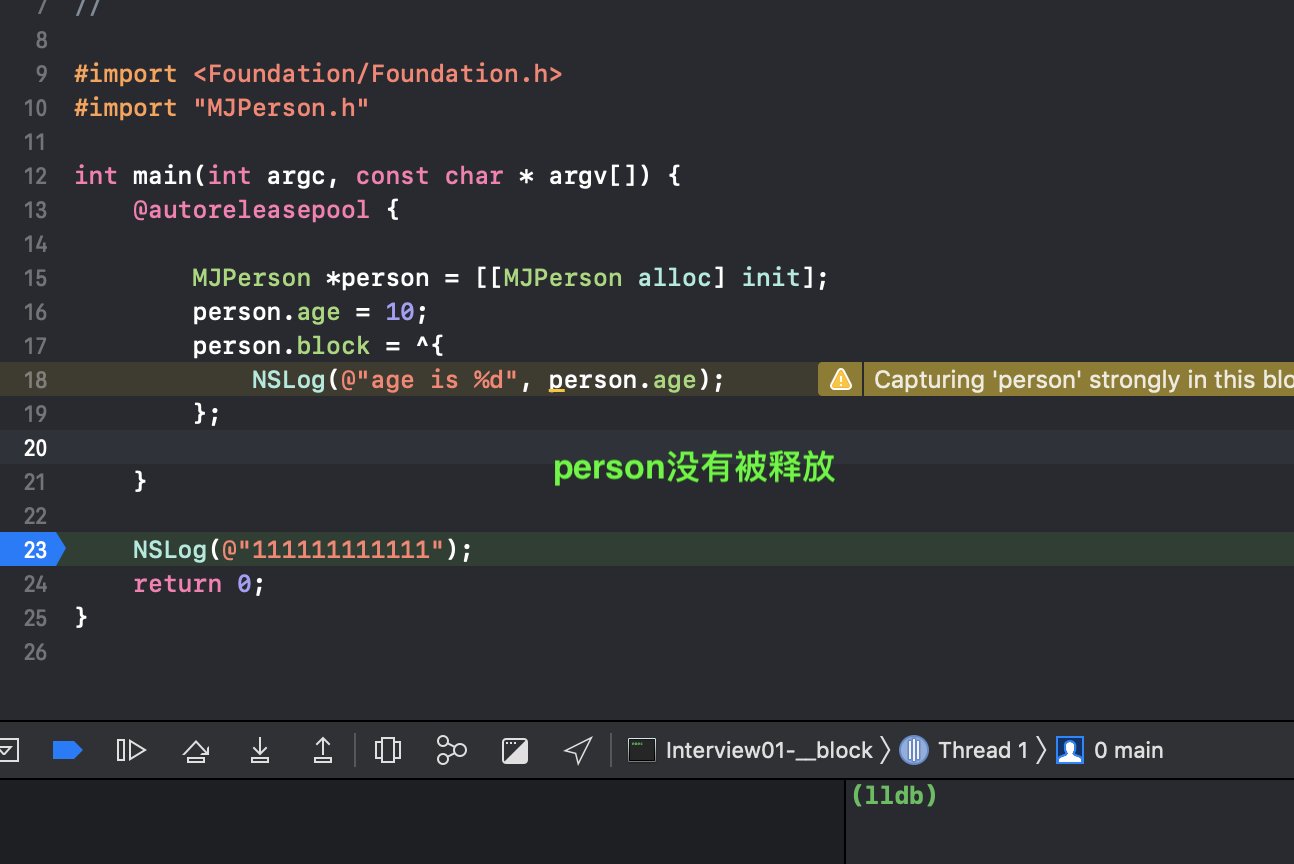 7 //
8
9 #import <Foundation/Foundation.h>
10 #import "MJPerson.h"
11
12 int main(int argc, const char * argv[]) {
13     @autoreleasepool {
14
15         MJPerson *person = [[MJPerson alloc] init];
16         person.age = 10;
17         person.block = ^{
18             NSLog(@"age is %d", person.age); Capturing 'person' strongly in this blo
19         };
20
person没有被释放
21     }
22
23     NSLog(@"111111111111");
24     return 0;
25 }
26
Interview01-__block 〉 Thread 1 〉 0 main
(lldb)